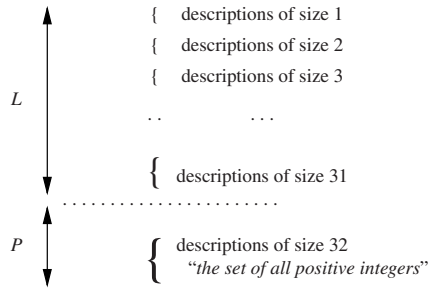 { descriptions of size 1
{ descriptions of size 2
{ descriptions of size 3
L
. . . . .
{ descriptions of size 31
. . . . . . . . . . . . . . . . . . . . . . .
P
{ descriptions of size 32
“the set of all positive integers”